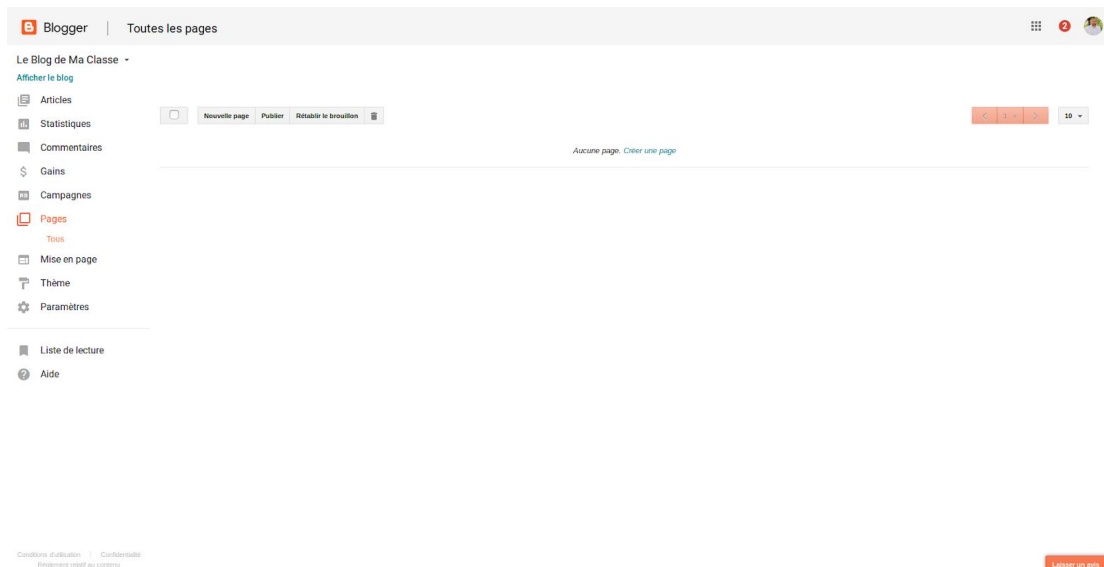 Blogger
Toutes les pages
2
Le Blog de Ma Classe
Afficher le blog
Articles
Statistiques
Commentaires
Gains
Campagnes
Pages
Tous
Mise en page
Thème
Paramètres
Liste de lecture
Aide
Nouvelle page Publier Rétablir le brouillon
10
Aucune page. Créer une page
Conditions d'utilisation Confidentialité
Règlement relatif au contenu
Laisser un avis